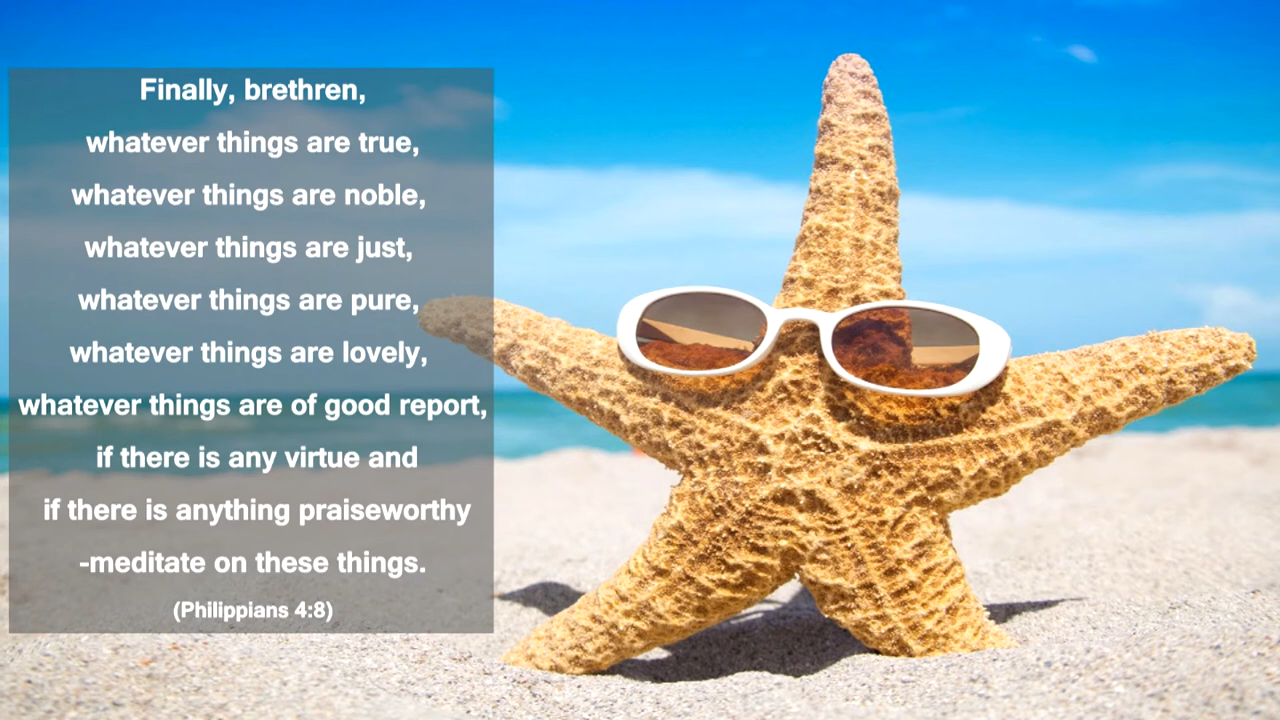 Finally, brethren,
whatever things are true,
whatever things are noble,
whatever things are just,
whatever things are pure,
whatever things are lovely,
whatever things are of good report,
if there is any virtue and
if there is anything praiseworthy
-meditate on these things.
(Philippians 4:8)